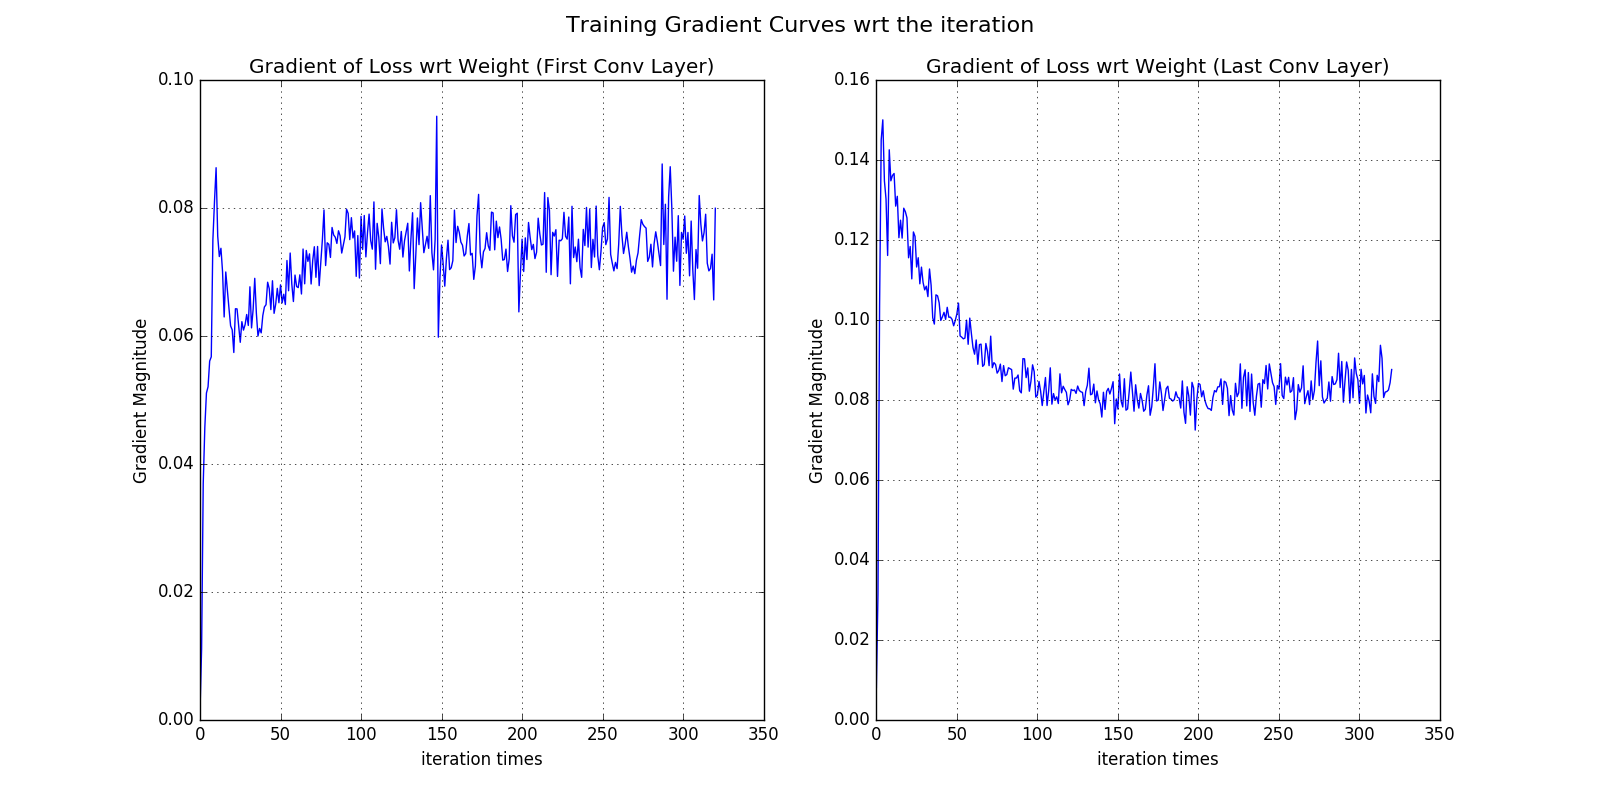 Training Gradient Curves wrt the iteration
Gradient of Loss wrt Weight (First Conv Layer)
0.10
0.08
0.06
0.04
0.02
0.00
Gradient Magnitude
0 50 100 150 200 250 300 350
iteration times
Gradient of Loss wrt Weight (Last Conv Layer)
0.16
0.14
0.12
0.10
0.08
0.06
0.04
0.02
0.00
Gradient Magnitude
0 50 100 150 200 250 300 350
iteration times